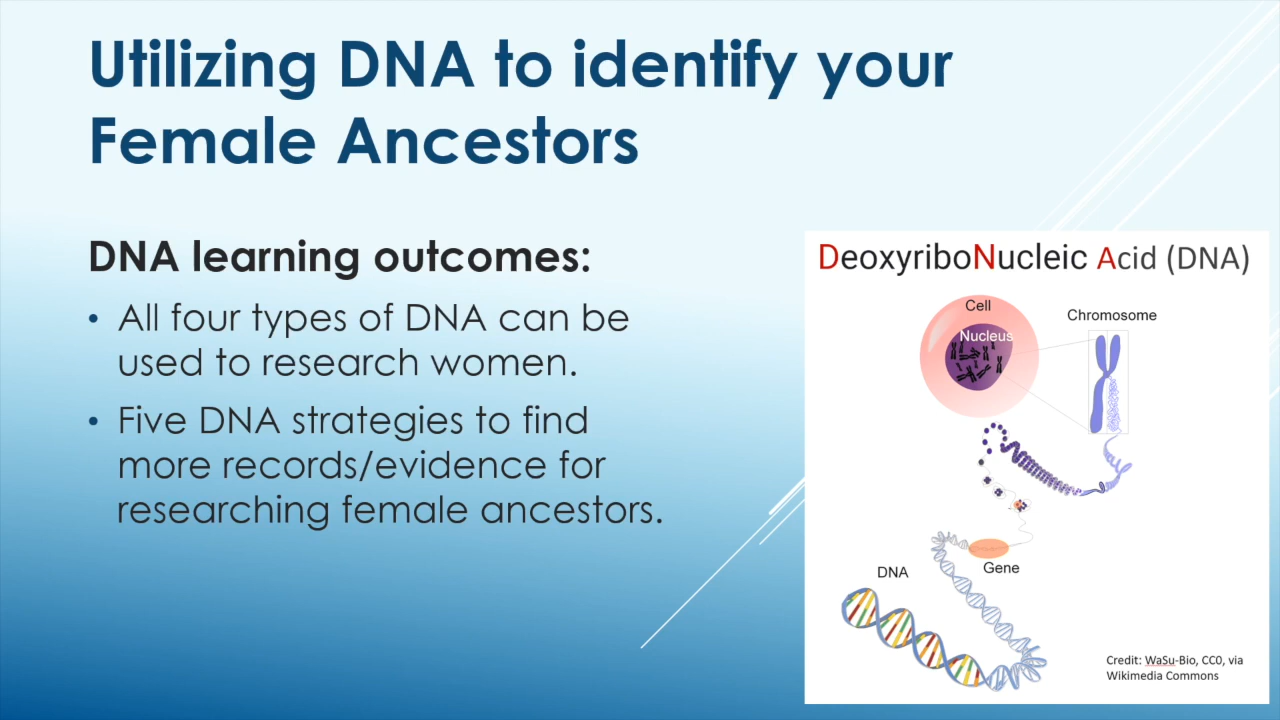 Utilizing DNA to identify your
Female Ancestors
DNA learning outcomes:
• All four types of DNA can be
used to research women.
• Five DNA strategies to find
more records/evidence for
researching female ancestors.
DeoxyriboNucleic Acid (DNA)
Cell
Nucleus
Chromosome
Gene
DNA
Credit: WaSu-Bio, CC0, via
Wikimedia Commons